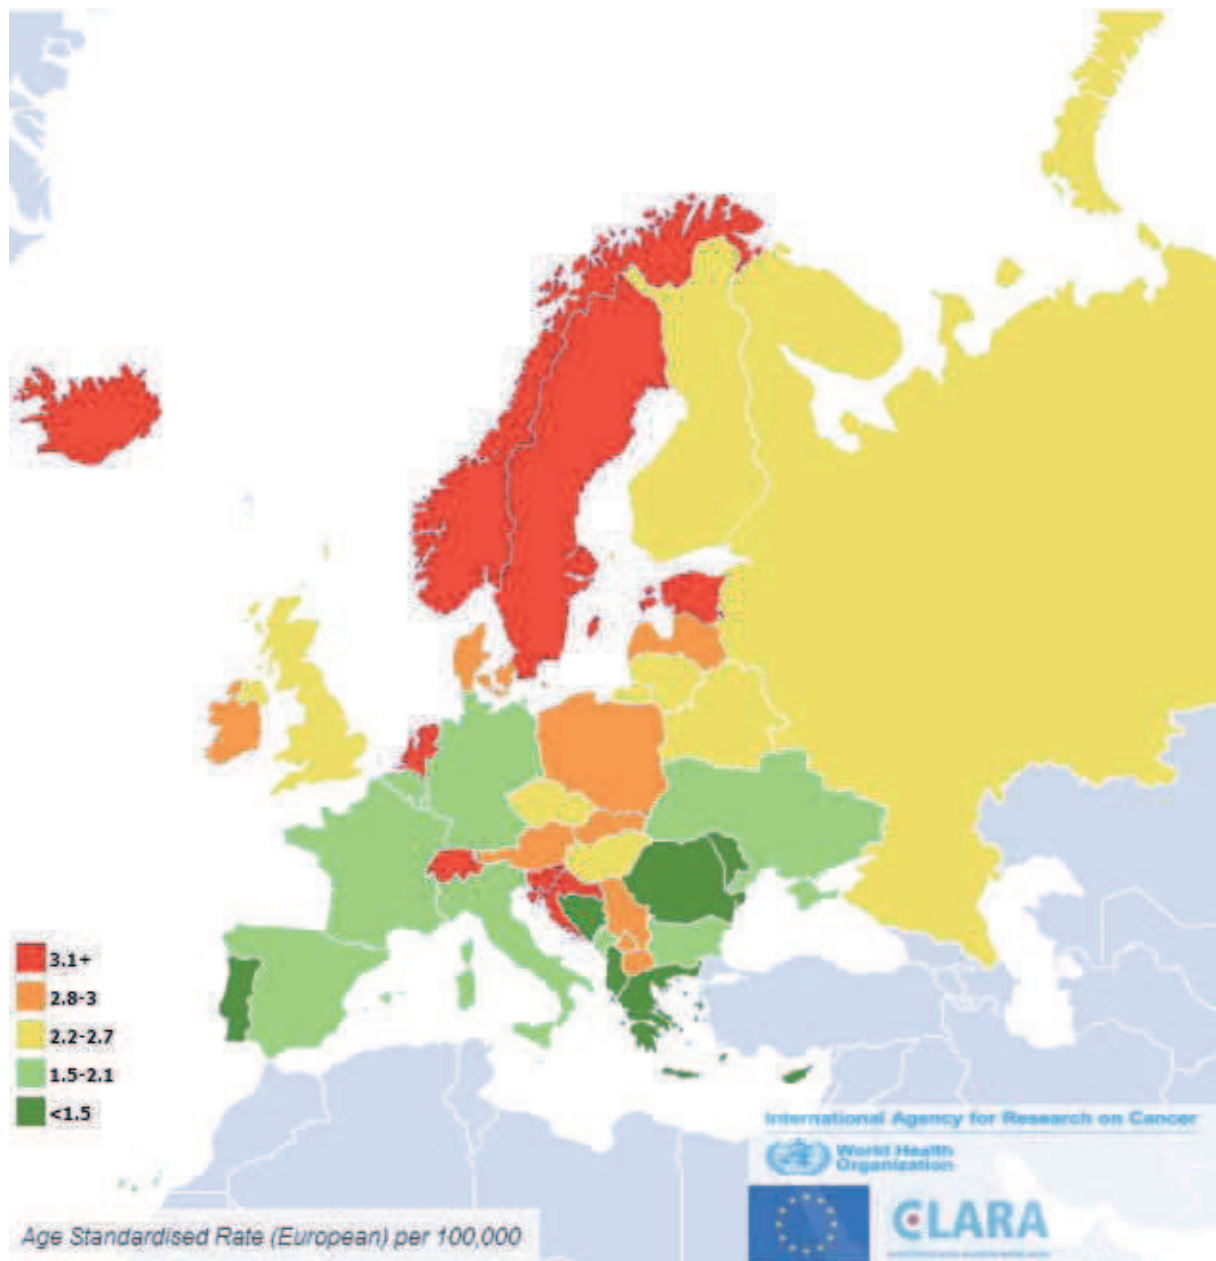 3.1+
2.8-3
2.2-2.7
1.5-2.1
<1.5
International Agency for Research on Cancer
World Health
Organization
CLARA
Age Standardised Rate (European) per 100,000